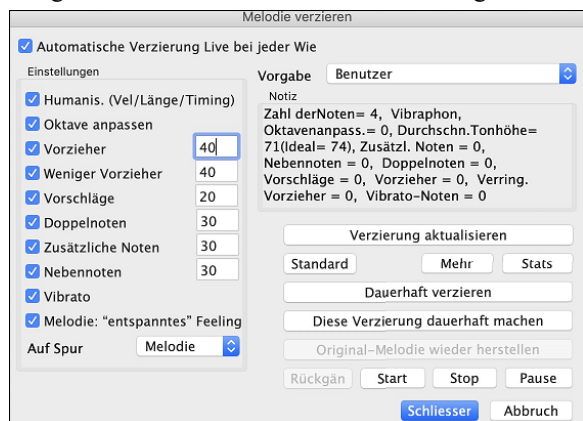 Melodie verzieren
Automatische Verzierung Live bei jeder Wie
Einstellungen
Humanis. (Vel/Länge/Timing)
Oktave anpassen
Vorzieher 40
Weniger Vorzieher 40
Vorschläge 20
Doppelnoten 30
Zusätzliche Noten 30
Nebennoten 30
Vibrato
Melodie: “entspanntes” Feeling
Auf Spur Melodie
Vorgabe Benutzer
Notiz
Zahl derNoten= 4, Vibraphon,
Oktavenanpass.= 0, Durchschn.Tonhöhe=
71(Ideal= 74), Zusätzl. Noten = 0,
Nebennoten = 0, Doppelnoten = 0,
Vorschläge = 0, Vorzieher = 0, Verring.
Vorzieher = 0, Vibrato-Noten = 0
Verzierung aktualisieren
Standard Mehr Stats
Dauerhaft verzieren
Diese Verzierung dauerhaft machen
Original-Melodie wieder herstellen
Rückgän Start Stop Pause
Schliesser Abbruch